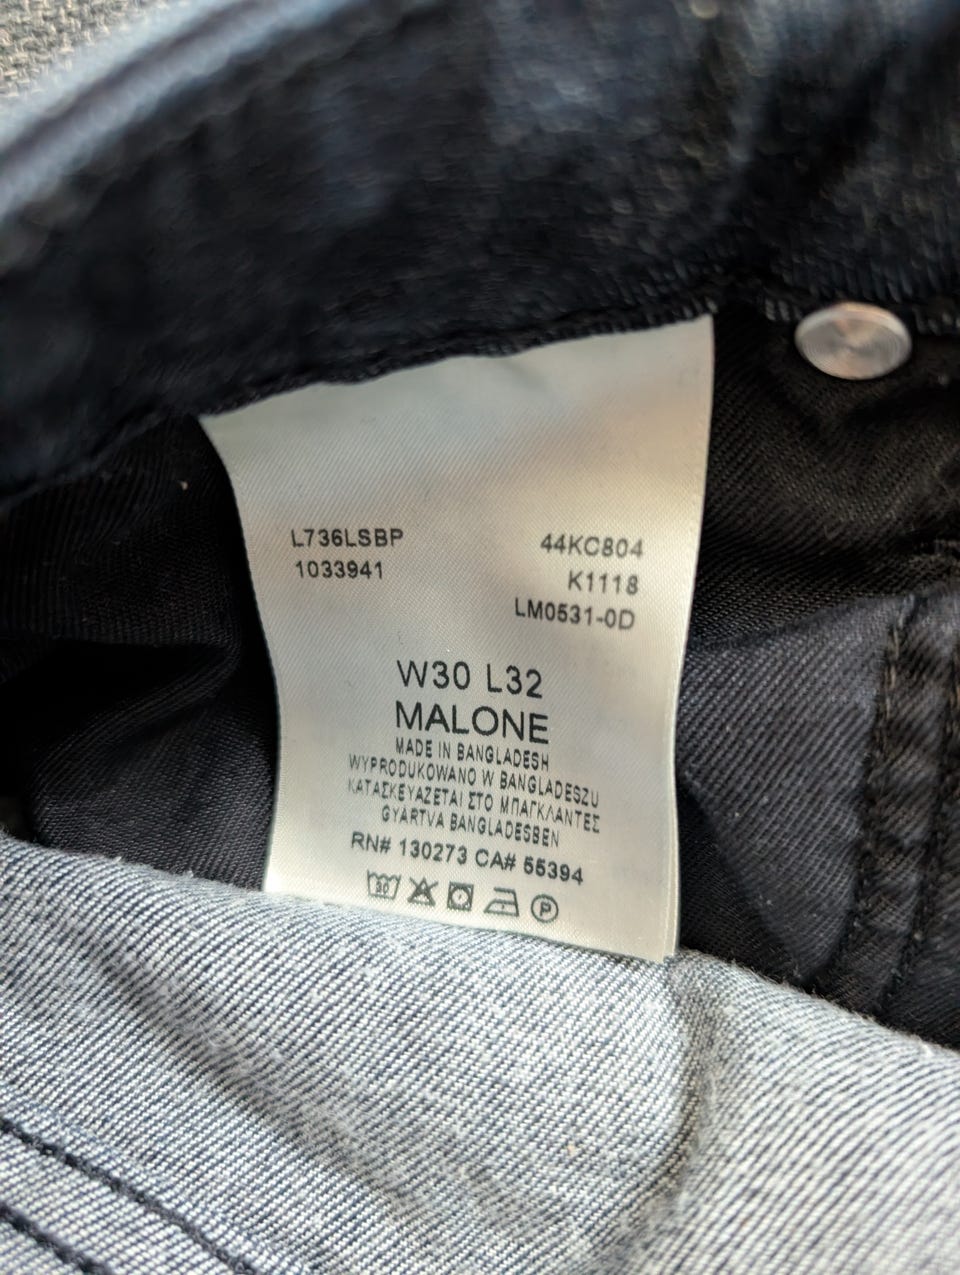 L736LSBP
1033941
44KC804
K1118
LM0531-0D
W30 L32
MALONE
MADE IN BANGLADESH
WYPRODUKOWANO W BANGLADESZU
ΚΑΤΑΣΚΕΥΑΖΕΤΑΙ ΣΤΟ ΜΠΑΓΚΛΑΝΤΕΣ
GYÁRTVA BANGLADESBEN
RN# 130273 CA# 55394
30
P